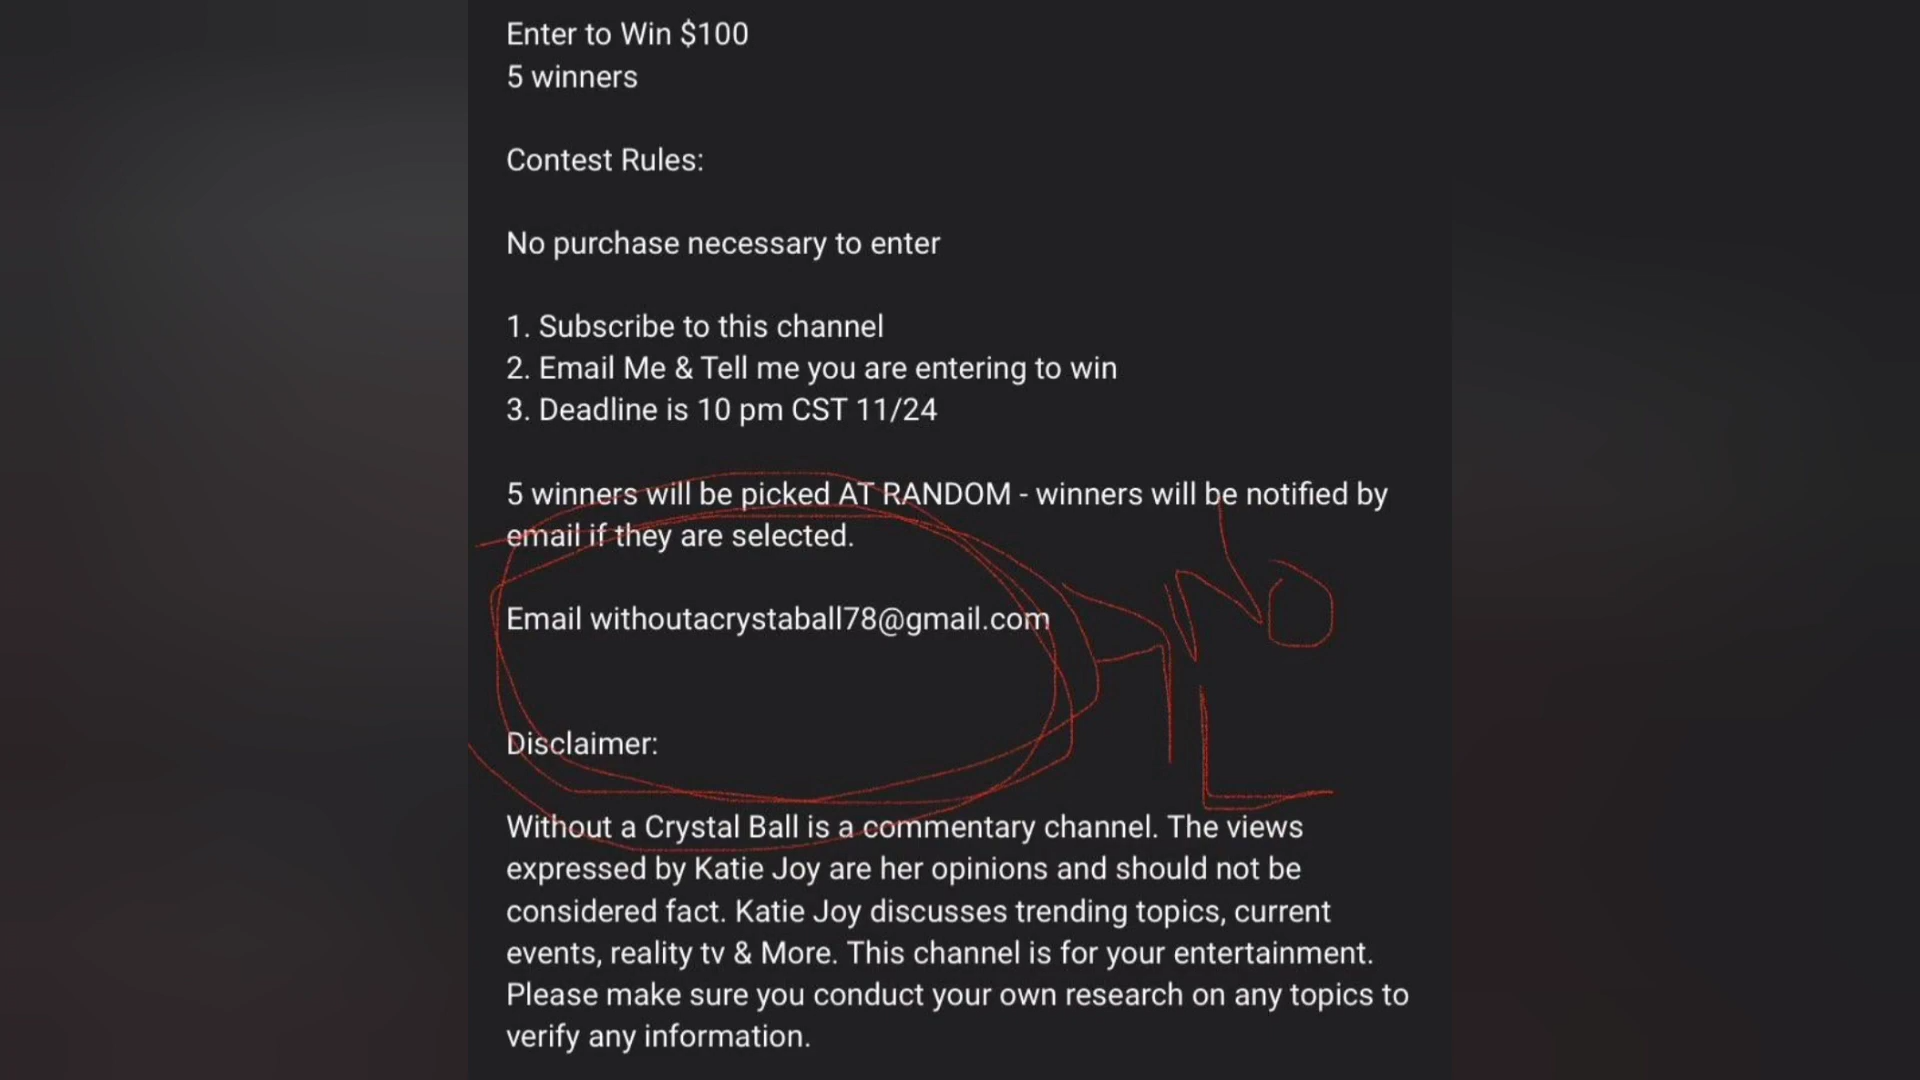 Enter to Win $100
5 winners
Contest Rules:
No purchase necessary to enter
1. Subscribe to this channel
2. Email Me & Tell me you are entering to win
3. Deadline is 10 pm CST 11/24
5 winners will be picked AT RANDOM - winners will be notified by
email if they are selected.
Email withoutacrystaball78@gmail.com
NO
L
Disclaimer:
Without a Crystal Ball is a commentary channel. The views
expressed by Katie Joy are her opinions and should not be
considered fact. Katie Joy discusses trending topics, current
events, reality tv & More. This channel is for your entertainment.
Please make sure you conduct your own research on any topics to
verify any information.